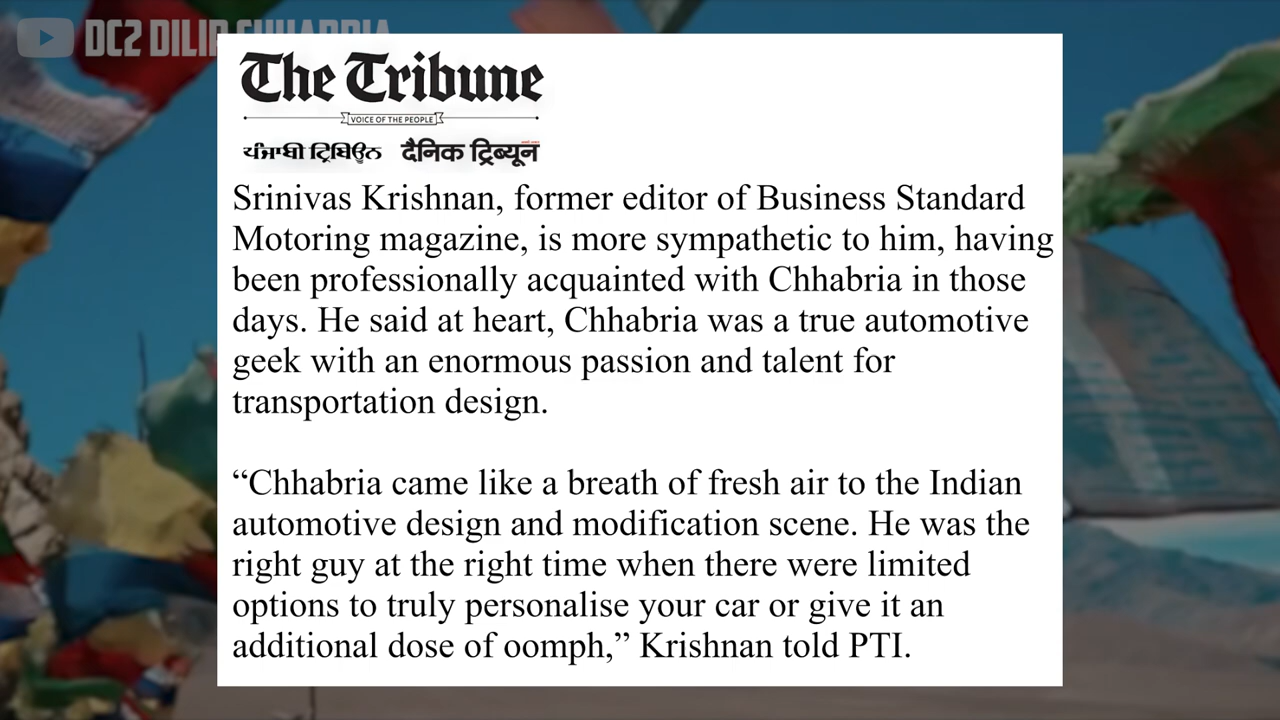 DC2 DILIP CHHABRIA
The Tribune
VOICE OF THE PEOPLE
ਪੰਜਾਬੀ ਟ੍ਰਿਬਿਊਨ दैनिक ट्रिब्यून
Srinivas Krishnan, former editor of Business Standard
Motoring magazine, is more sympathetic to him, having
been professionally acquainted with Chhabria in those
days. He said at heart, Chhabria was a true automotive
geek with an enormous passion and talent for
transportation design.
“Chhabria came like a breath of fresh air to the Indian
automotive design and modification scene. He was the
right guy at the right time when there were limited
options to truly personalise your car or give it an
additional dose of oomph,” Krishnan told PTI.